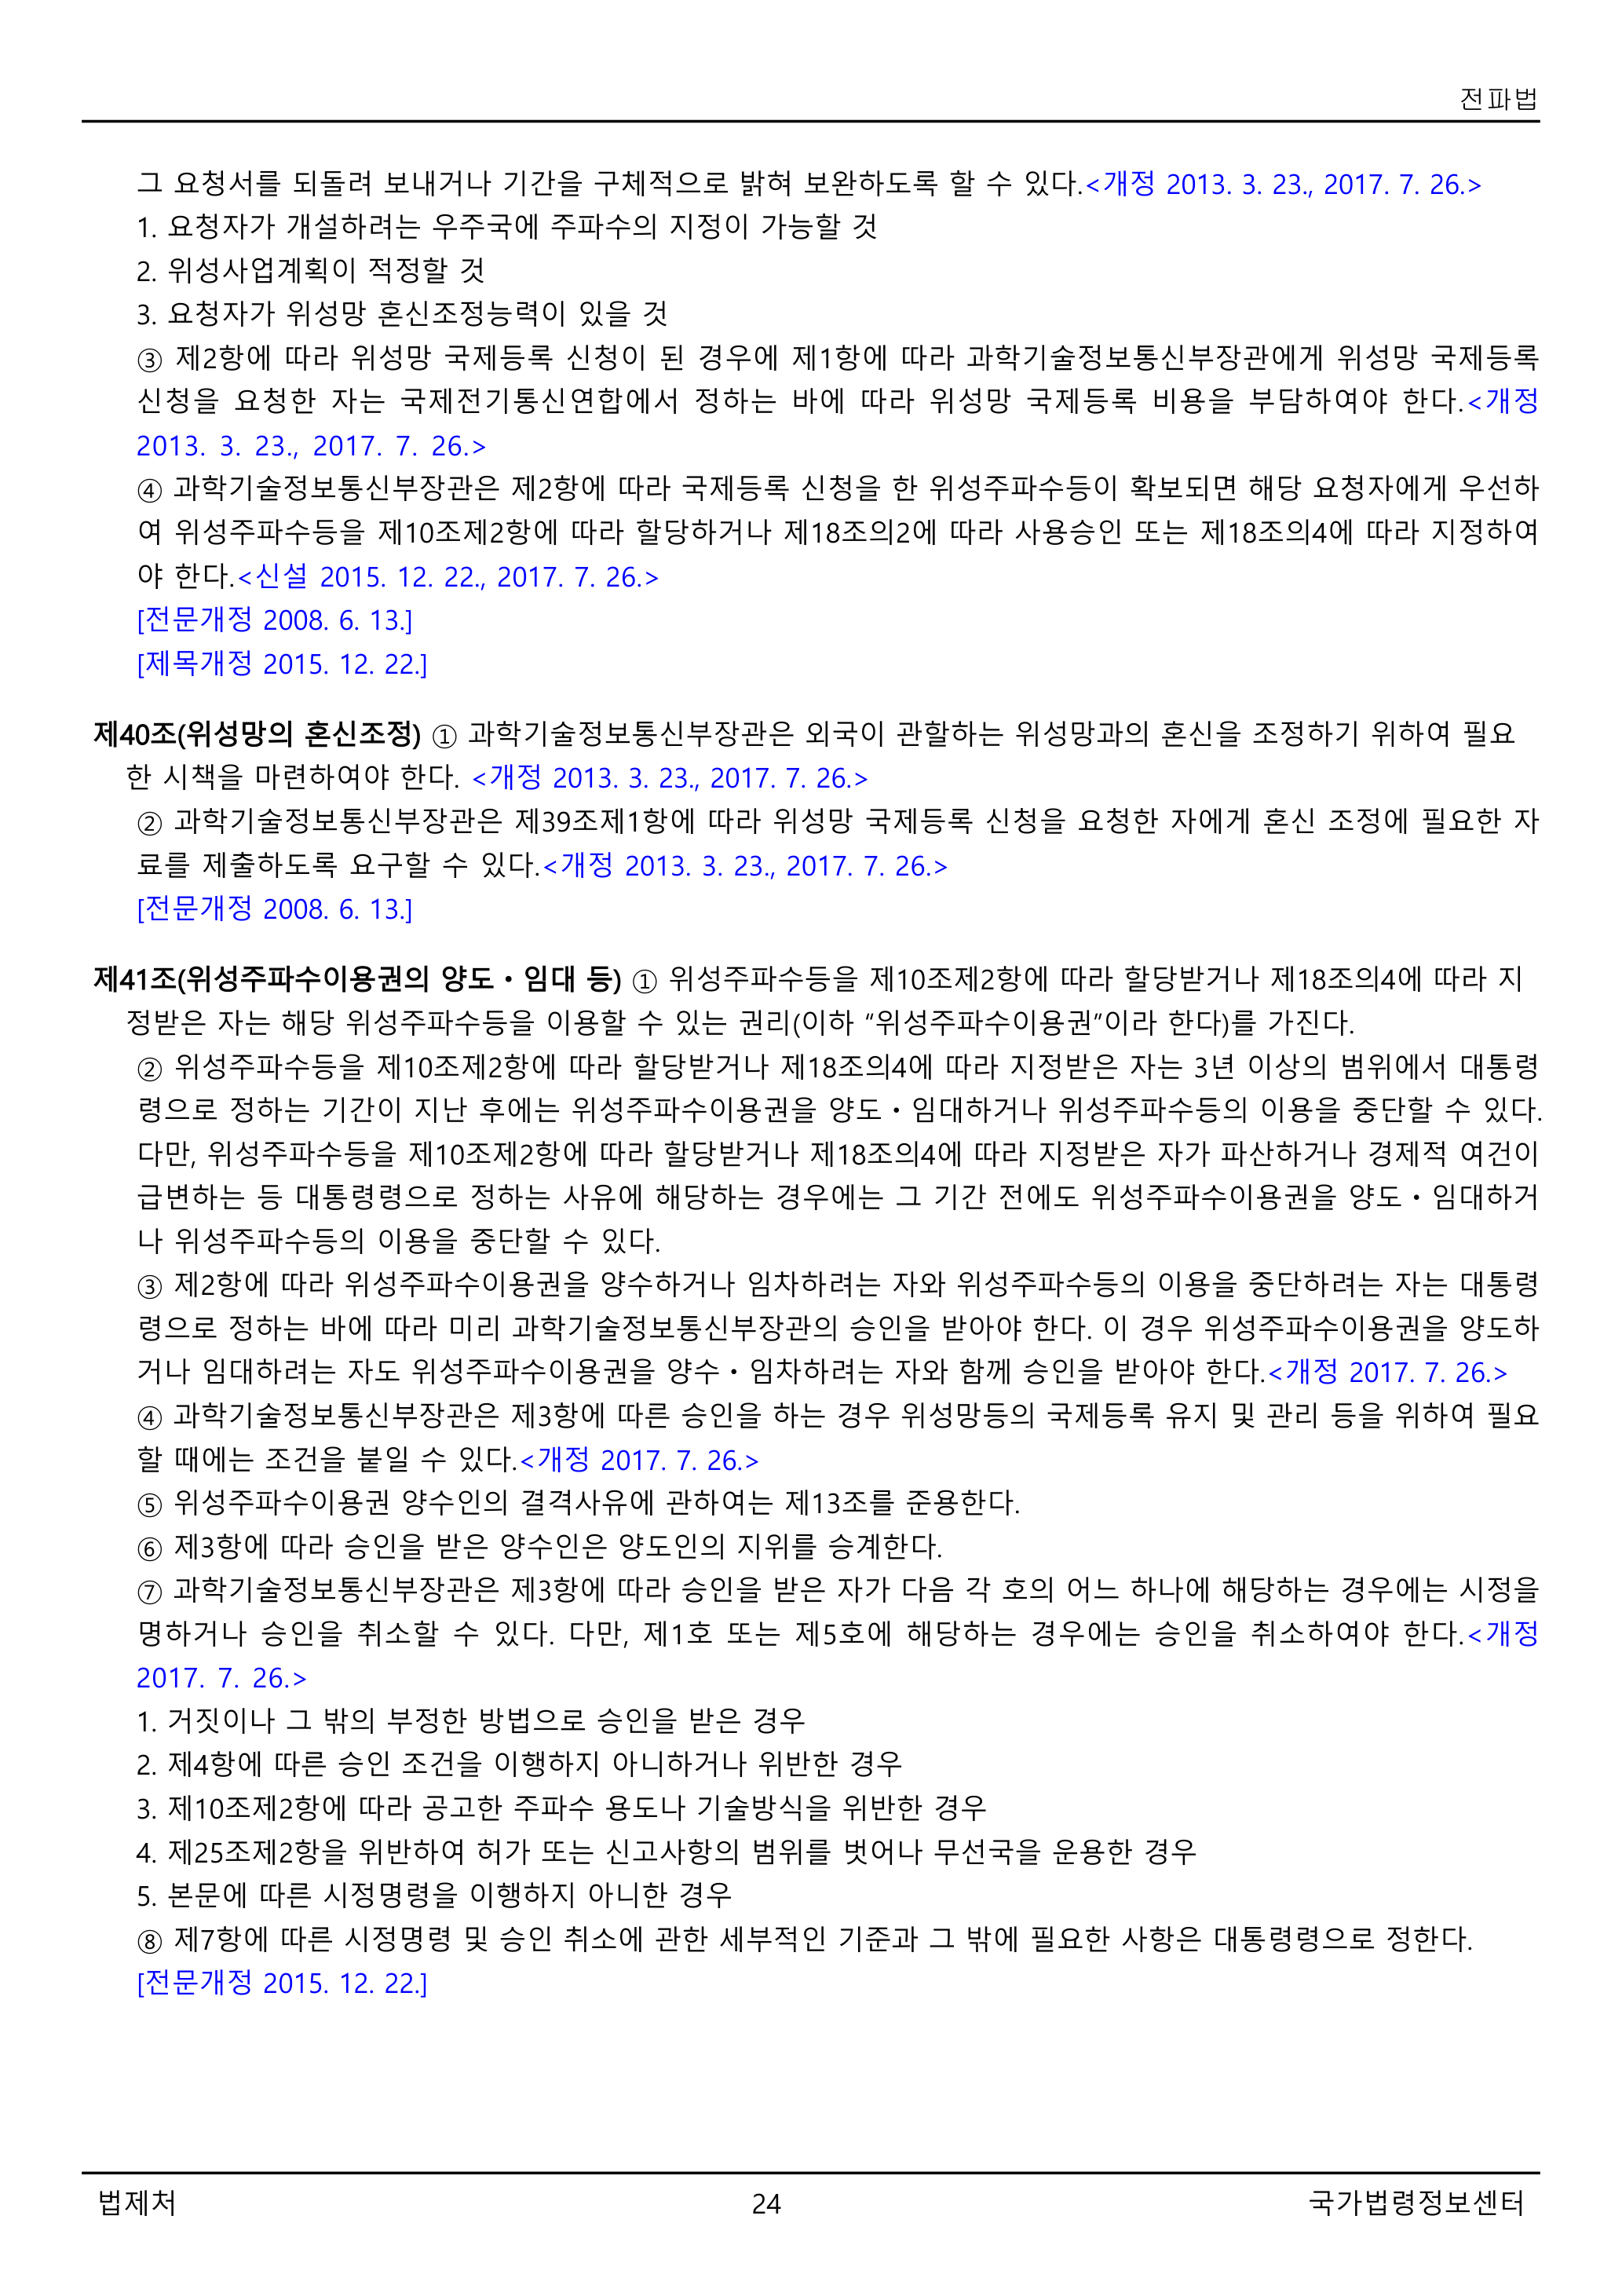 전파법
그 요청서를 되돌려 보내거나 기간을 구체적으로 밝혀 보완하도록 할 수 있다.<개정 2013. 3. 23., 2017. 7. 26.>
1. 요청자가 개설하려는 우주국에 주파수의 지정이 가능할 것
2. 위성사업계획이 적정할 것
3. 요청자가 위성망 혼신조정능력이 있을 것
③ 제2항에 따라 위성망 국제등록 신청이 된 경우에 제1항에 따라 과학기술정보통신부장관에게 위성망 국제등록
신청을 요청한 자는 국제전기통신연합에서 정하는 바에 따라 위성망 국제등록 비용을 부담하여야 한다.<개정
2013. 3. 23., 2017. 7. 26.>
④ 과학기술정보통신부장관은 제2항에 따라 국제등록 신청을 한 위성주파수등이 확보되면 해당 요청자에게 우선하
여 위성주파수등을 제10조제2항에 따라 할당하거나 제18조의2에 따라 사용승인 또는 제18조의4에 따라 지정하여
야 한다.<신설 2015. 12. 22., 2017. 7. 26.>
[전문개정 2008. 6. 13.]
[제목개정 2015. 12. 22.]
제40조(위성망의 혼신조정) ① 과학기술정보통신부장관은 외국이 관할하는 위성망과의 혼신을 조정하기 위하여 필요
한 시책을 마련하여야 한다. <개정 2013. 3. 23., 2017. 7. 26.>
② 과학기술정보통신부장관은 제39조제1항에 따라 위성망 국제등록 신청을 요청한 자에게 혼신 조정에 필요한 자
료를 제출하도록 요구할 수 있다.<개정 2013. 3. 23., 2017. 7. 26.>
[전문개정 2008. 6. 13.]
제41조(위성주파수이용권의 양도ㆍ임대 등) ① 위성주파수등을 제10조제2항에 따라 할당받거나 제18조의4에 따라 지
정받은 자는 해당 위성주파수등을 이용할 수 있는 권리(이하 “위성주파수이용권”이라 한다)를 가진다.
② 위성주파수등을 제10조제2항에 따라 할당받거나 제18조의4에 따라 지정받은 자는 3년 이상의 범위에서 대통령
령으로 정하는 기간이 지난 후에는 위성주파수이용권을 양도ㆍ임대하거나 위성주파수등의 이용을 중단할 수 있다.
다만, 위성주파수등을 제10조제2항에 따라 할당받거나 제18조의4에 따라 지정받은 자가 파산하거나 경제적 여건이
급변하는 등 대통령령으로 정하는 사유에 해당하는 경우에는 그 기간 전에도 위성주파수이용권을 양도ㆍ임대하거
나 위성주파수등의 이용을 중단할 수 있다.
③ 제2항에 따라 위성주파수이용권을 양수하거나 임차하려는 자와 위성주파수등의 이용을 중단하려는 자는 대통령
령으로 정하는 바에 따라 미리 과학기술정보통신부장관의 승인을 받아야 한다. 이 경우 위성주파수이용권을 양도하
거나 임대하려는 자도 위성주파수이용권을 양수ㆍ임차하려는 자와 함께 승인을 받아야 한다.<개정 2017. 7. 26.>
④ 과학기술정보통신부장관은 제3항에 따른 승인을 하는 경우 위성망등의 국제등록 유지 및 관리 등을 위하여 필요
할 때에는 조건을 붙일 수 있다.<개정 2017. 7. 26.>
⑤ 위성주파수이용권 양수인의 결격사유에 관하여는 제13조를 준용한다.
⑥ 제3항에 따라 승인을 받은 양수인은 양도인의 지위를 승계한다.
⑦ 과학기술정보통신부장관은 제3항에 따라 승인을 받은 자가 다음 각 호의 어느 하나에 해당하는 경우에는 시정을
명하거나 승인을 취소할 수 있다. 다만, 제1호 또는 제5호에 해당하는 경우에는 승인을 취소하여야 한다.<개정
2017. 7. 26.>
1. 거짓이나 그 밖의 부정한 방법으로 승인을 받은 경우
2. 제4항에 따른 승인 조건을 이행하지 아니하거나 위반한 경우
3. 제10조제2항에 따라 공고한 주파수 용도나 기술방식을 위반한 경우
4. 제25조제2항을 위반하여 허가 또는 신고사항의 범위를 벗어나 무선국을 운용한 경우
5. 본문에 따른 시정명령을 이행하지 아니한 경우
⑧ 제7항에 따른 시정명령 및 승인 취소에 관한 세부적인 기준과 그 밖에 필요한 사항은 대통령령으로 정한다.
[전문개정 2015. 12. 22.]
법제처 24 국가법령정보센터